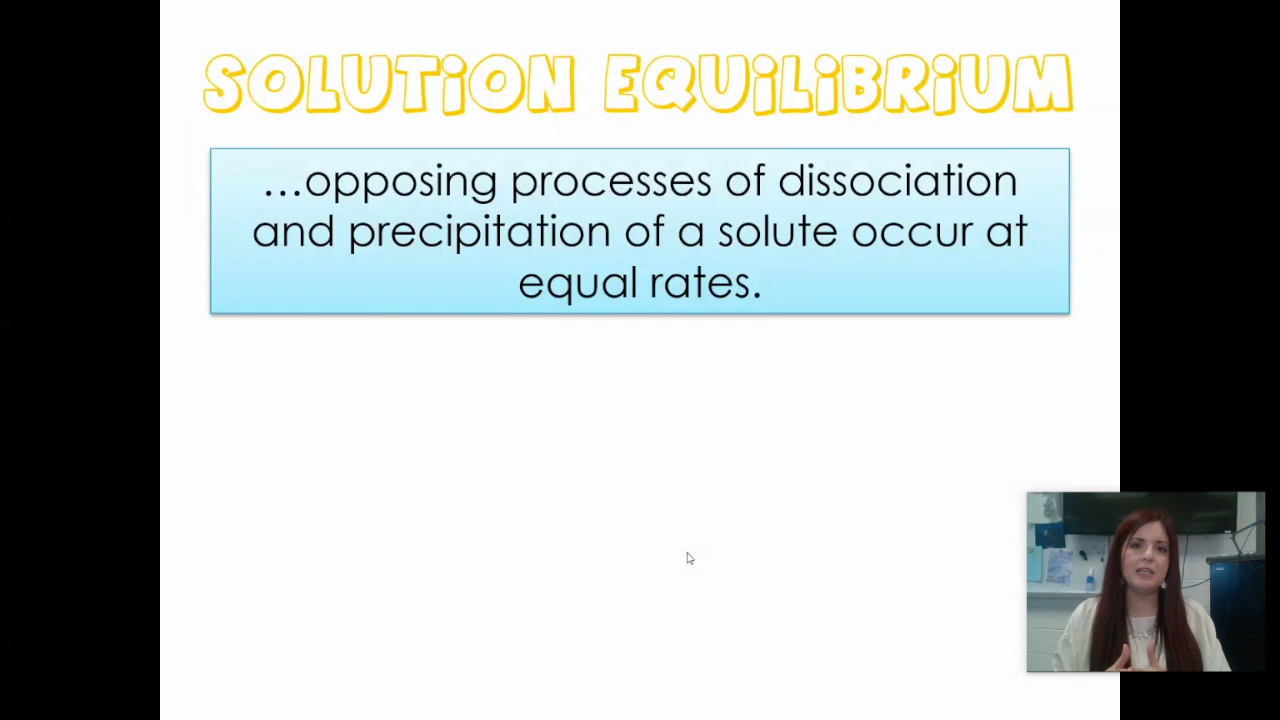 SOLUTION EQUILIBRIUM
…opposing processes of dissociation
and precipitation of a solute occur at
equal rates.